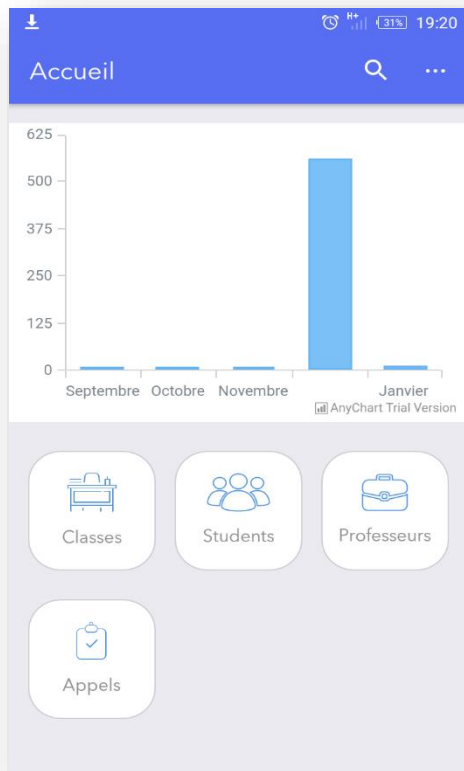 H+ 31% 19:20
Accueil
625
500
375
250
125
0
Septembre Octobre Novembre Janvier
AnyChart Trial Version
Classes Students Professeurs
Appels